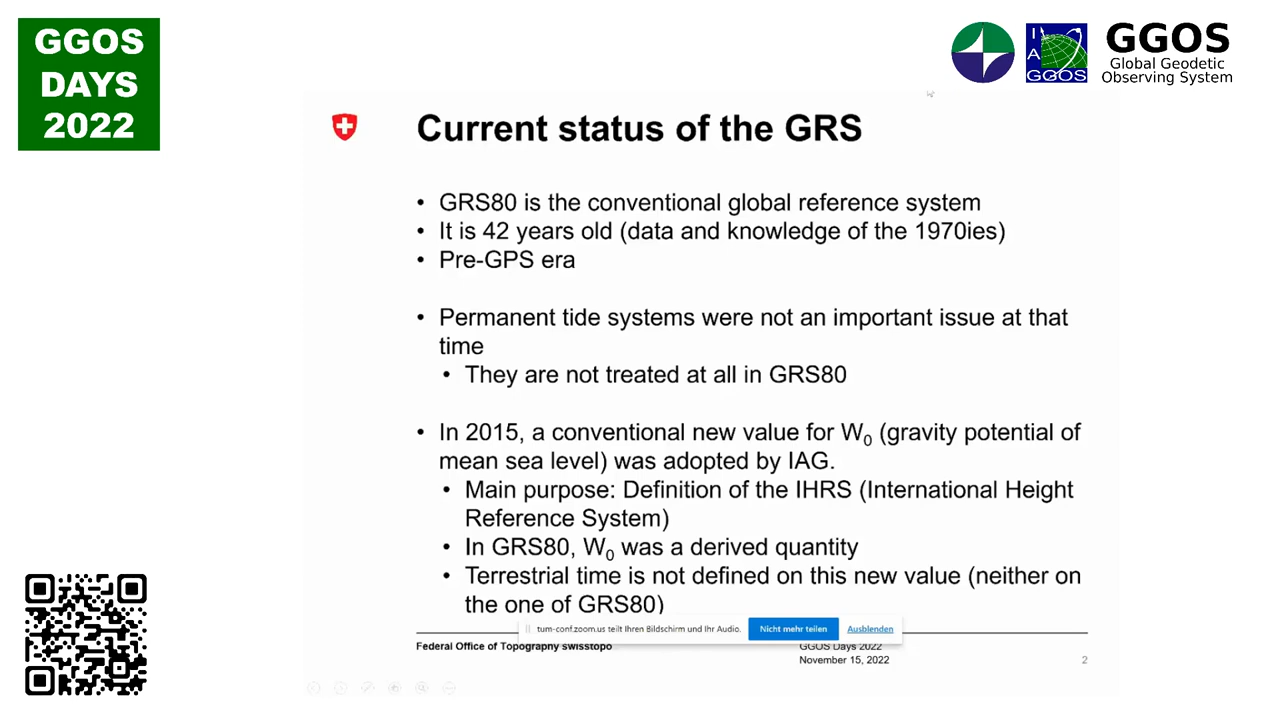 GGOS
DAYS
2022
I
A
GGOS
GGOS
Global Geodetic
Observing System
Current status of the GRS
• GRS80 is the conventional global reference system
• It is 42 years old (data and knowledge of the 1970ies)
• Pre-GPS era
• Permanent tide systems were not an important issue at that
time
• They are not treated at all in GRS80
• In 2015, a conventional new value for W₀ (gravity potential of
mean sea level) was adopted by IAG.
• Main purpose: Definition of the IHRS (International Height
Reference System)
• In GRS80, W₀ was a derived quantity
• Terrestrial time is not defined on this new value (neither on
the one of GRS80)
tum-conf.zoom.us teilt Ihren Bildschirm und Ihr Audio. Nicht mehr teilen Ausblenden
Federal Office of Topography swisstopo
GGOS Days 2022
November 15, 2022
2